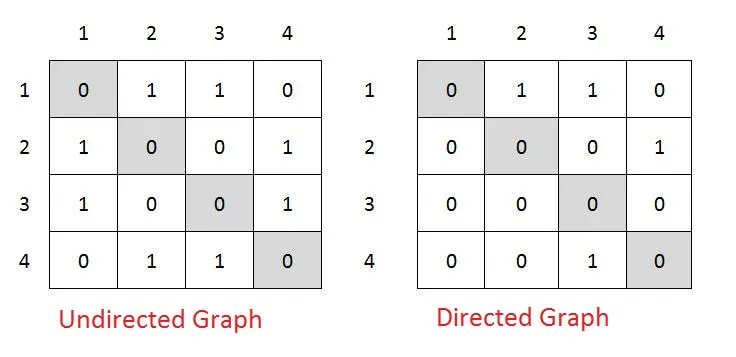 1 2 3 4
1 0 1 1 0
2 1 0 0 1
3 1 0 0 1
4 0 1 1 0
Undirected Graph
1 2 3 4
1 0 1 1 0
2 0 0 0 1
3 0 0 0 0
4 0 0 1 0
Directed Graph